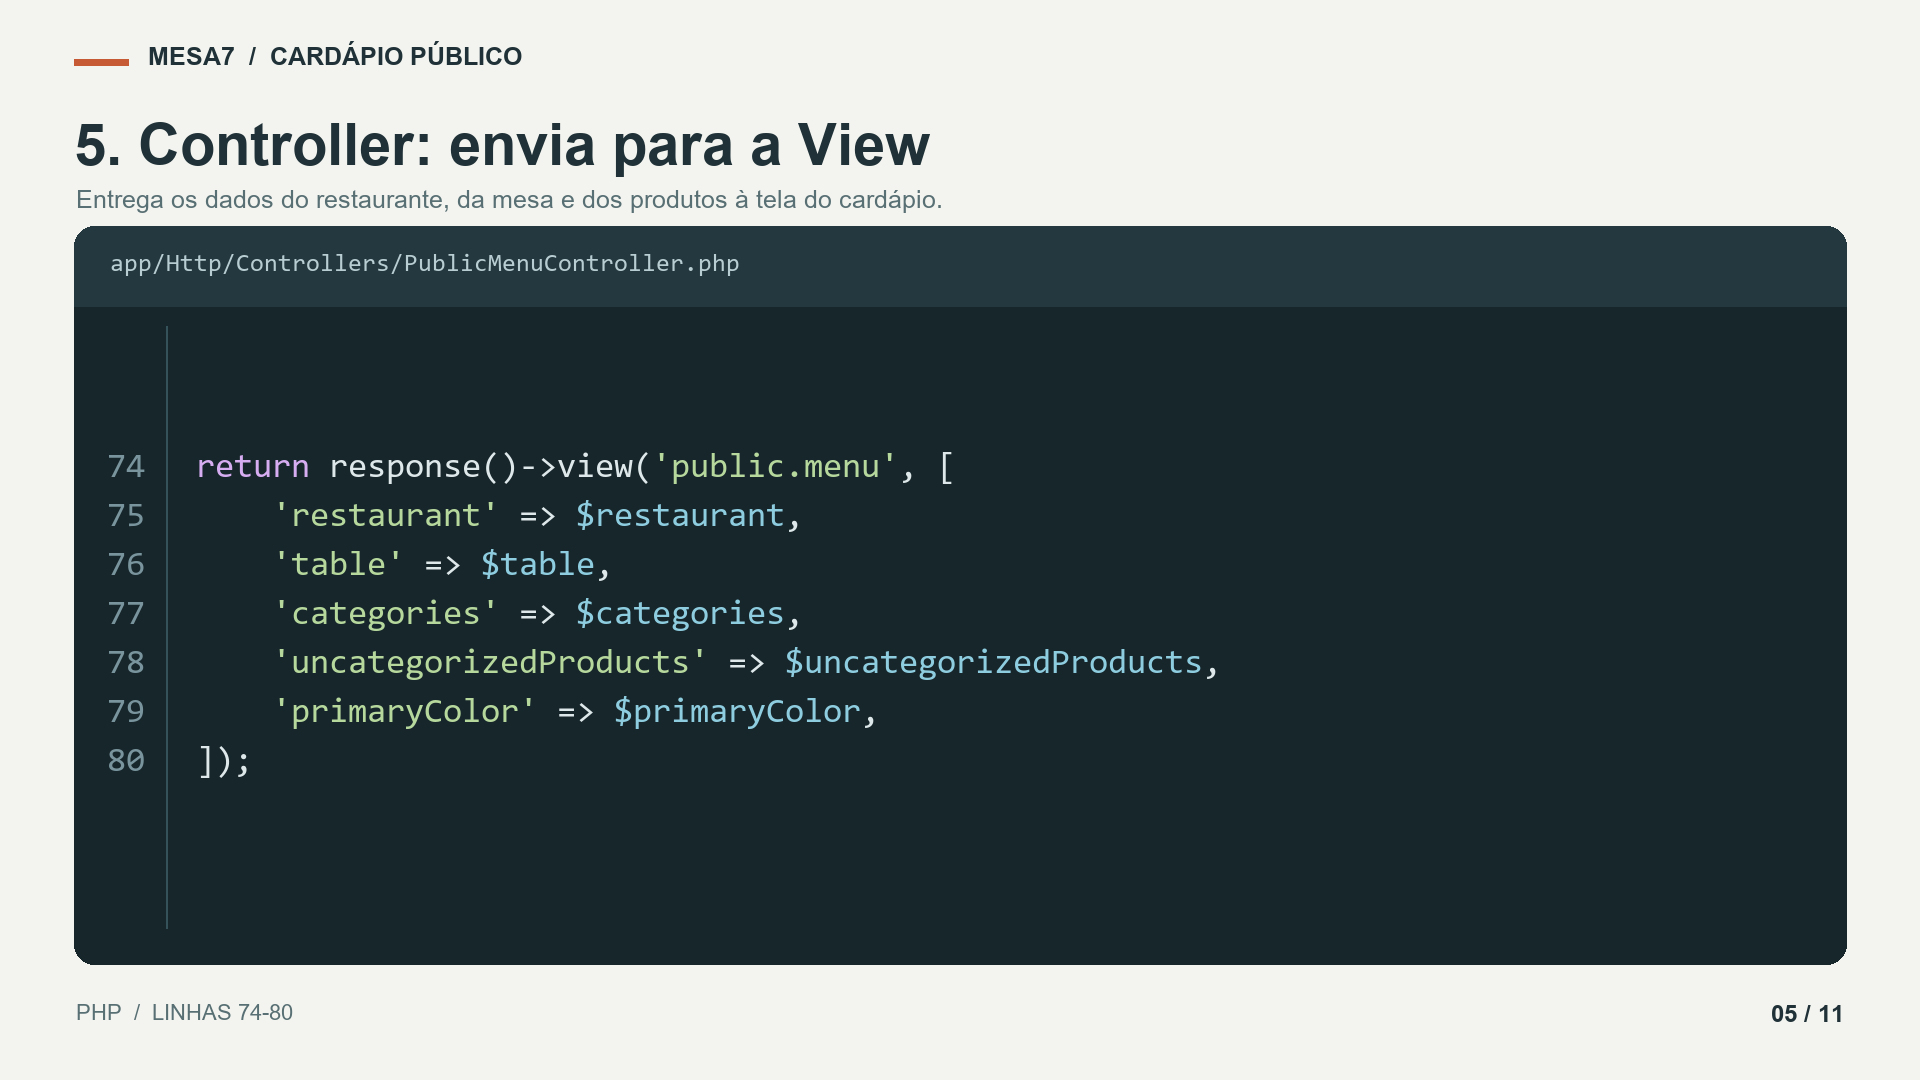 MESA7 / CARDÁPIO PÚBLICO
5. Controller: envia para a View
Entrega os dados do restaurante, da mesa e dos produtos à tela do cardápio.
app/Http/Controllers/PublicMenuController.php
74 return response()->view('public.menu', [
75     'restaurant' => $restaurant,
76     'table' => $table,
77     'categories' => $categories,
78     'uncategorizedProducts' => $uncategorizedProducts,
79     'primaryColor' => $primaryColor,
80 ]);
PHP / LINHAS 74-80
05 / 11